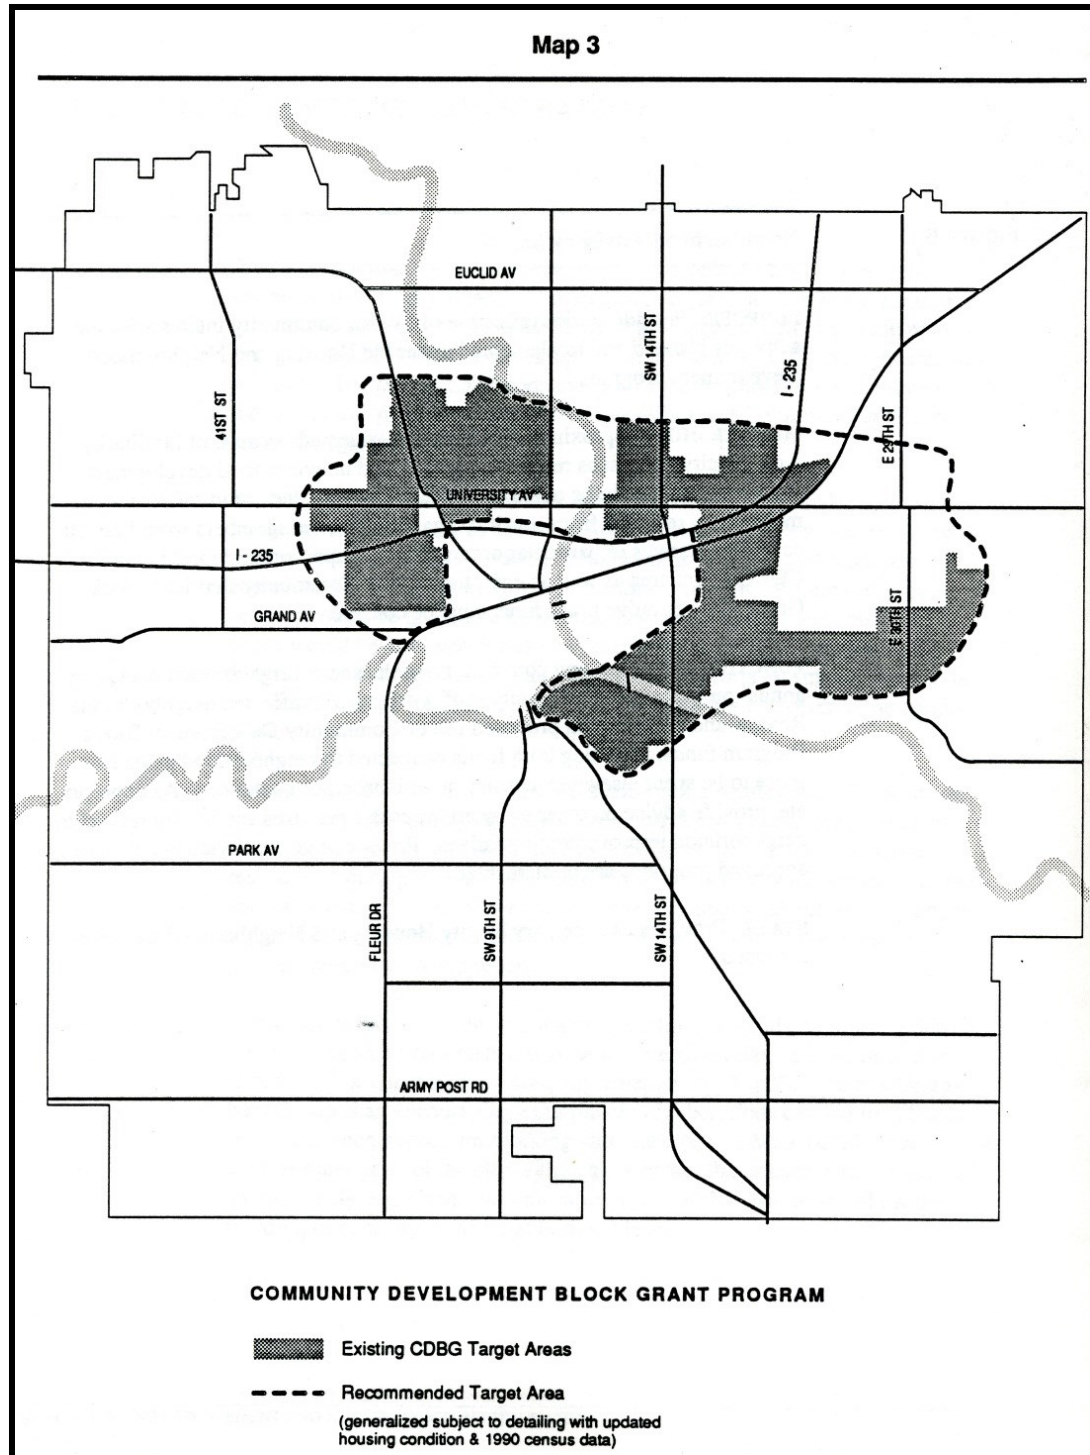 Map 3
EUCLID AV
SW 14TH ST
I - 235
41ST ST
E 29TH ST
UNIVERSITY AV
I - 235
GRAND AV
E 30TH ST
PARK AV
FLEUR DR
SW 9TH ST
SW 14TH ST
ARMY POST RD
COMMUNITY DEVELOPMENT BLOCK GRANT PROGRAM
Existing CDBG Target Areas
Recommended Target Area
(generalized subject to detailing with updated
housing condition & 1990 census data)